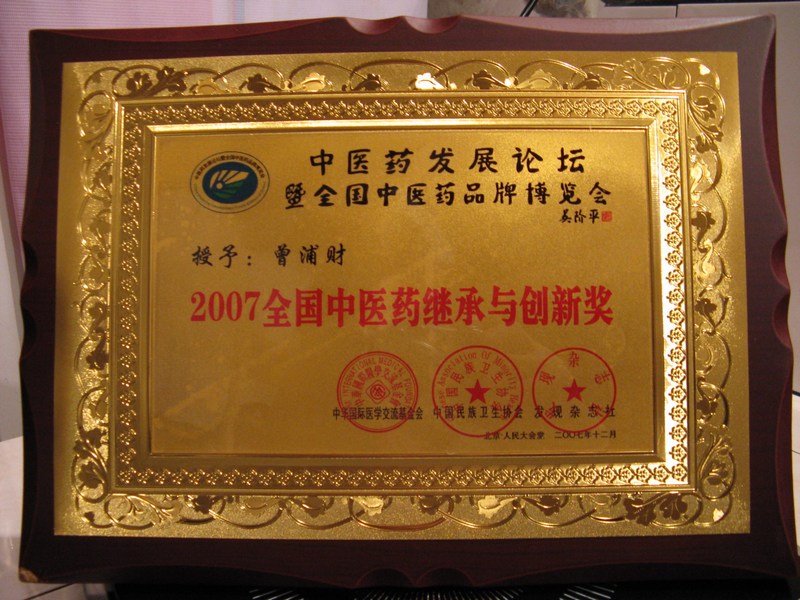 中医药发展论坛
暨全国中医药品牌博览会
吴阶平
授予：曾浦财
2007全国中医药继承与创新奖
中华国际医学交流基金会 中国民族卫生协会 发现杂志社
北京·人民大会堂 二〇〇七年十二月